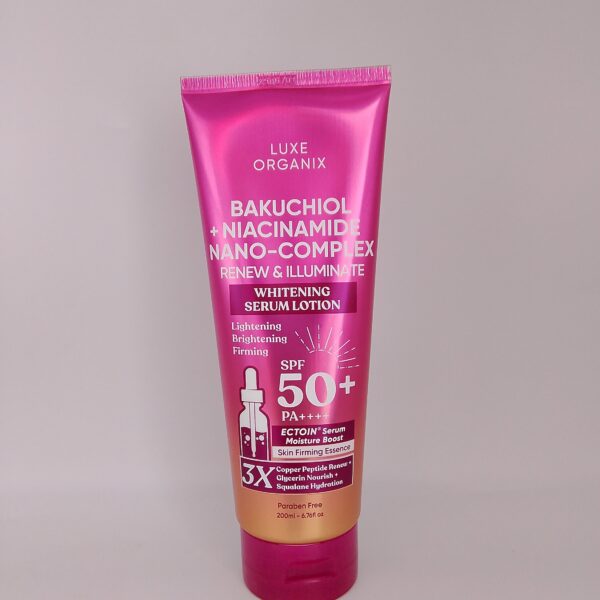 LUXE
ORGANIX
BAKUCHIOL
+ NIACINAMIDE
NANO-COMPLEX
RENEW & ILLUMINATE
WHITENING
SERUM LOTION
Lightening
Brightening
Firming
SPF
50+
PA++++
ECTOIN® Serum
Moisture Boost
Skin Firming Essence
3X
Copper Peptide Renew +
Glycerin Nourish +
Squalane Hydration
Paraben Free
200ml - 6.76fl oz